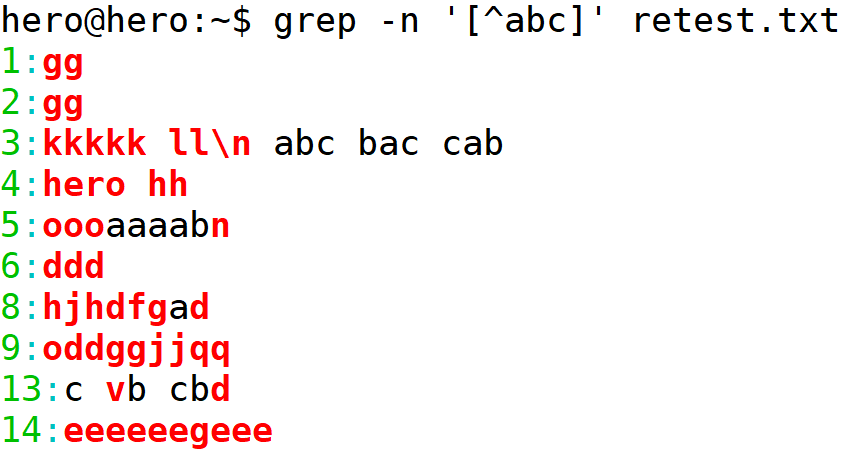 hero@hero:~$ grep -n '[^abc]' retest.txt
1:gg
2:gg
3:kkkkk ll\n abc bac cab
4:hero hh
5:oooaaaabn
6:ddd
8:hjhdfgad
9:oddggjjqq
13:c vb cbd
14:eeeeeegeee